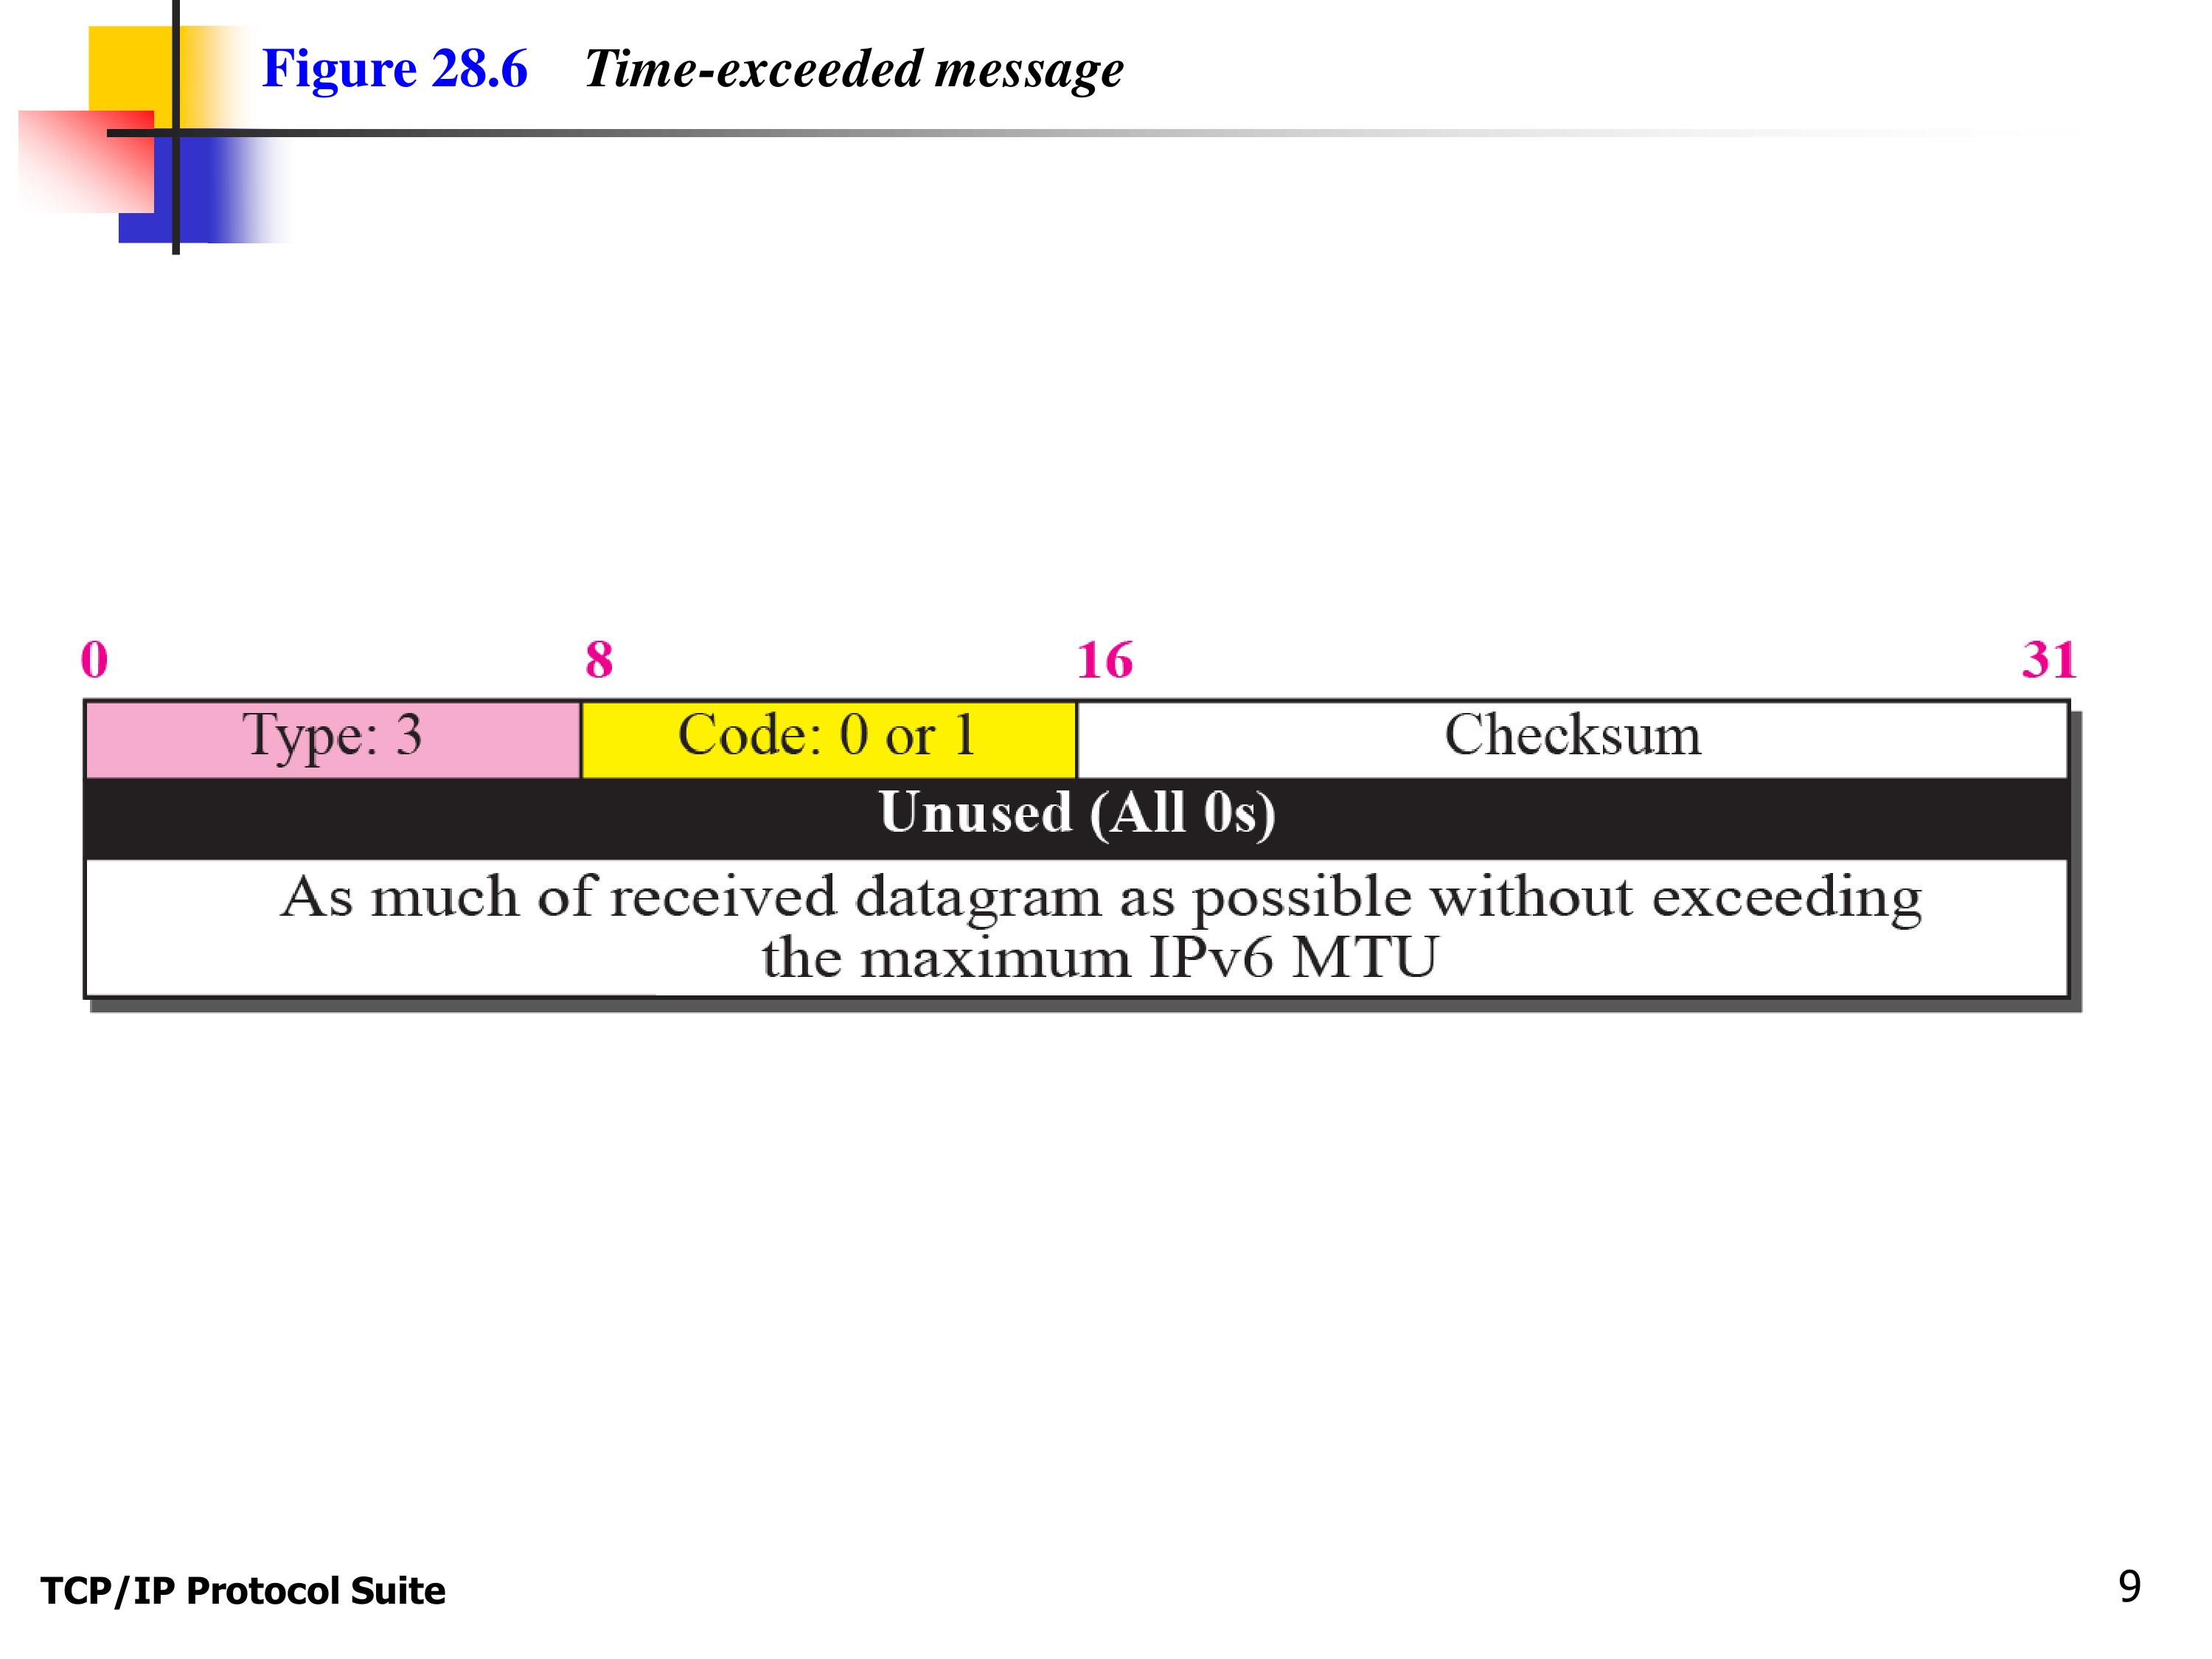 Figure 28.6 Time-exceeded message
0 8 16 31
Type: 3 Code: 0 or 1 Checksum
Unused (All 0s)
As much of received datagram as possible without exceeding
the maximum IPv6 MTU
TCP/IP Protocol Suite 9